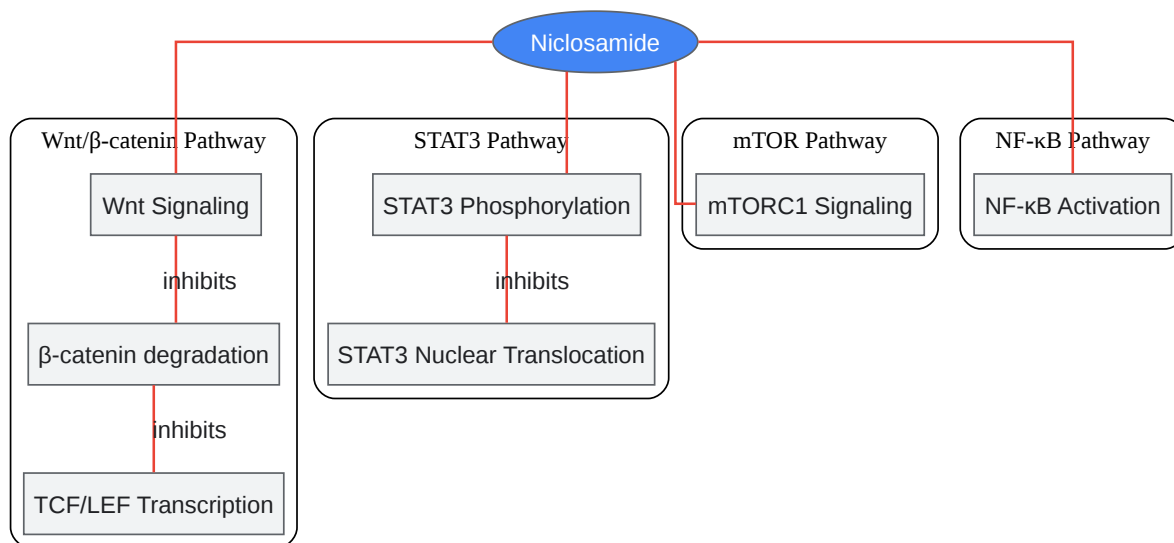 Niclosamide
Wnt/β-catenin Pathway
Wnt Signaling
inhibits
β-catenin degradation
inhibits
TCF/LEF Transcription
STAT3 Pathway
STAT3 Phosphorylation
inhibits
STAT3 Nuclear Translocation
mTOR Pathway
mTORC1 Signaling
NF-κB Pathway
NF-κB Activation